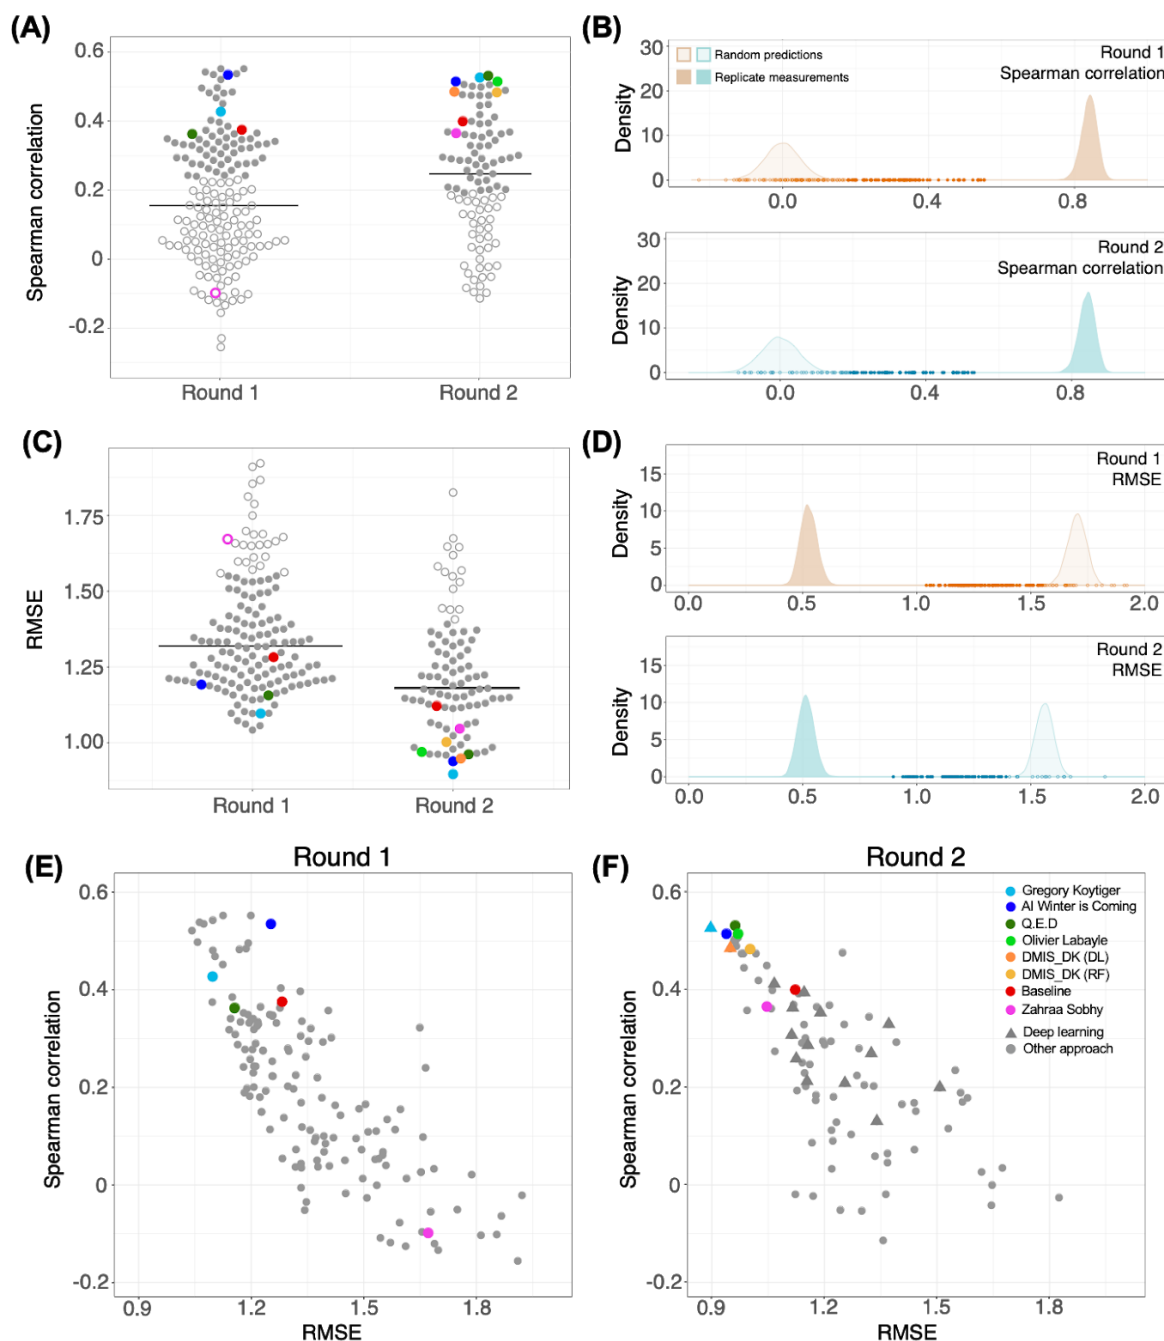 (A)
0.6
0.4
0.2
0
-0.2
Spearman correlation
Round 1
Round 2
(B)
Random predictions
Replicate measurements
Round 1
Spearman correlation
Density
30
20
10
0
0.0
0.4
0.8
Round 2
Spearman correlation
Density
30
20
10
0
0.0
0.4
0.8
(C)
RMSE
1.75
1.50
1.25
1.00
Round 1
Round 2
(D)
Round 1
RMSE
Density
15
10
5
0
0.0
0.5
1.0
1.5
2.0
Round 2
RMSE
Density
15
10
5
0
0.0
0.5
1.0
1.5
2.0
(E)
Round 1
Spearman correlation
0.6
0.4
0.2
0
-0.2
0.9
1.2
1.5
1.8
RMSE
(F)
Round 2
Spearman correlation
0.6
0.4
0.2
0
-0.2
0.9
1.2
1.5
1.8
RMSE
Gregory Koytiger
AI Winter is Coming
Q.E.D
Olivier Labayle
DMIS_DK (DL)
DMIS_DK (RF)
Baseline
Zahraa Sobhy
Deep learning
Other approach